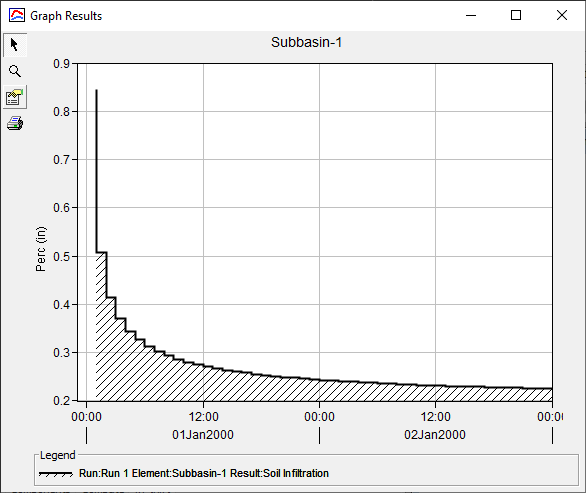 Graph Results
Subbasin-1
0.9
0.8
0.7
0.6
0.5
0.4
0.3
0.2
Perc (in)
00:00 12:00 00:00 12:00 00:0
01Jan2000 02Jan2000
Legend
Run:Run 1 Element:Subbasin-1 Result:Soil Infiltration